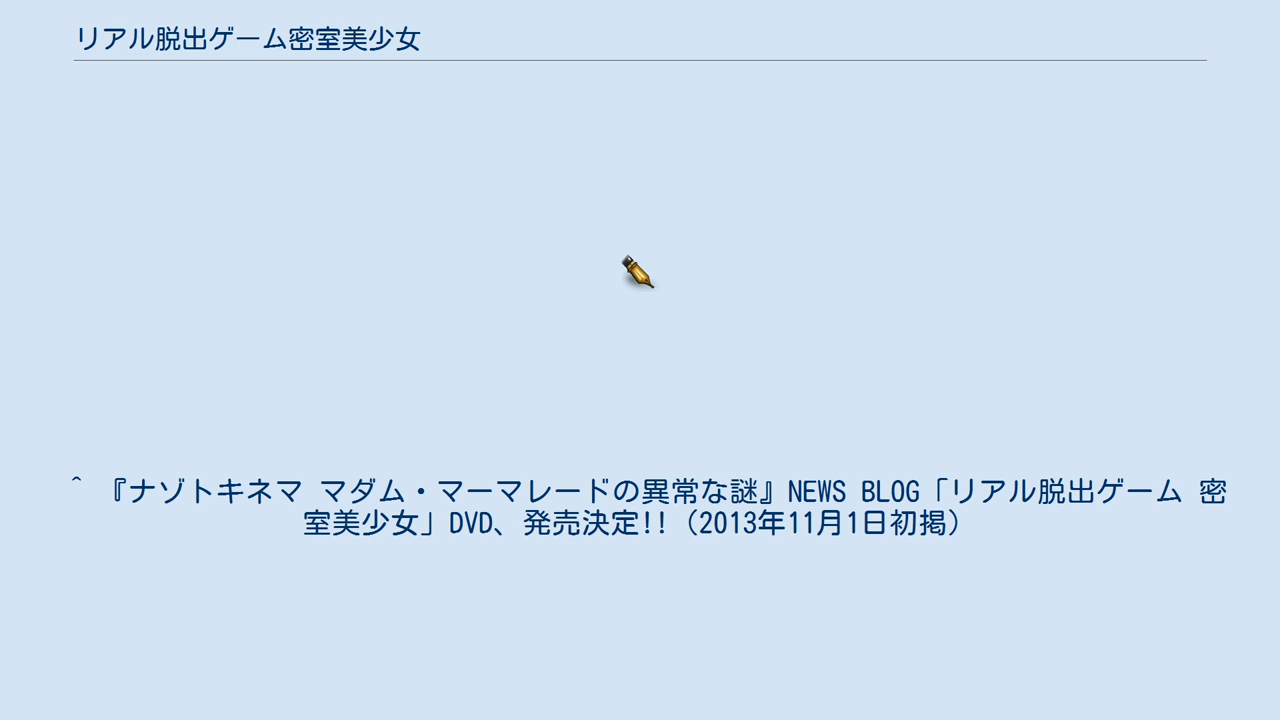 リアル脱出ゲーム密室美少女
^ 『ナゾトキネマ マダム・マーマレードの異常な謎』NEWS BLOG「リアル脱出ゲーム 密
室美少女」DVD、発売決定!!（2013年11月1日初掲）